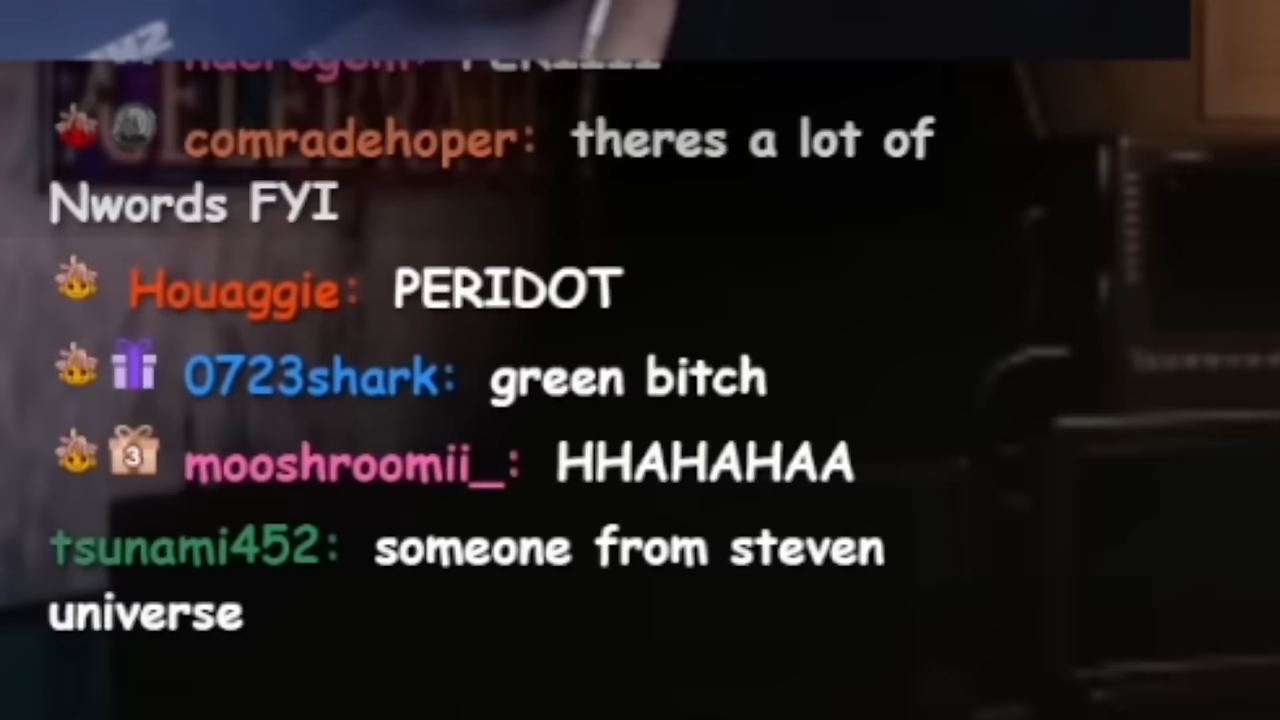 comradehoper: theres a lot of
Nwords FYI
Houaggie: PERIDOT
0723shark: green bitch
mooshroomii_: HHAHAHAA
tsunami452: someone from steven
universe